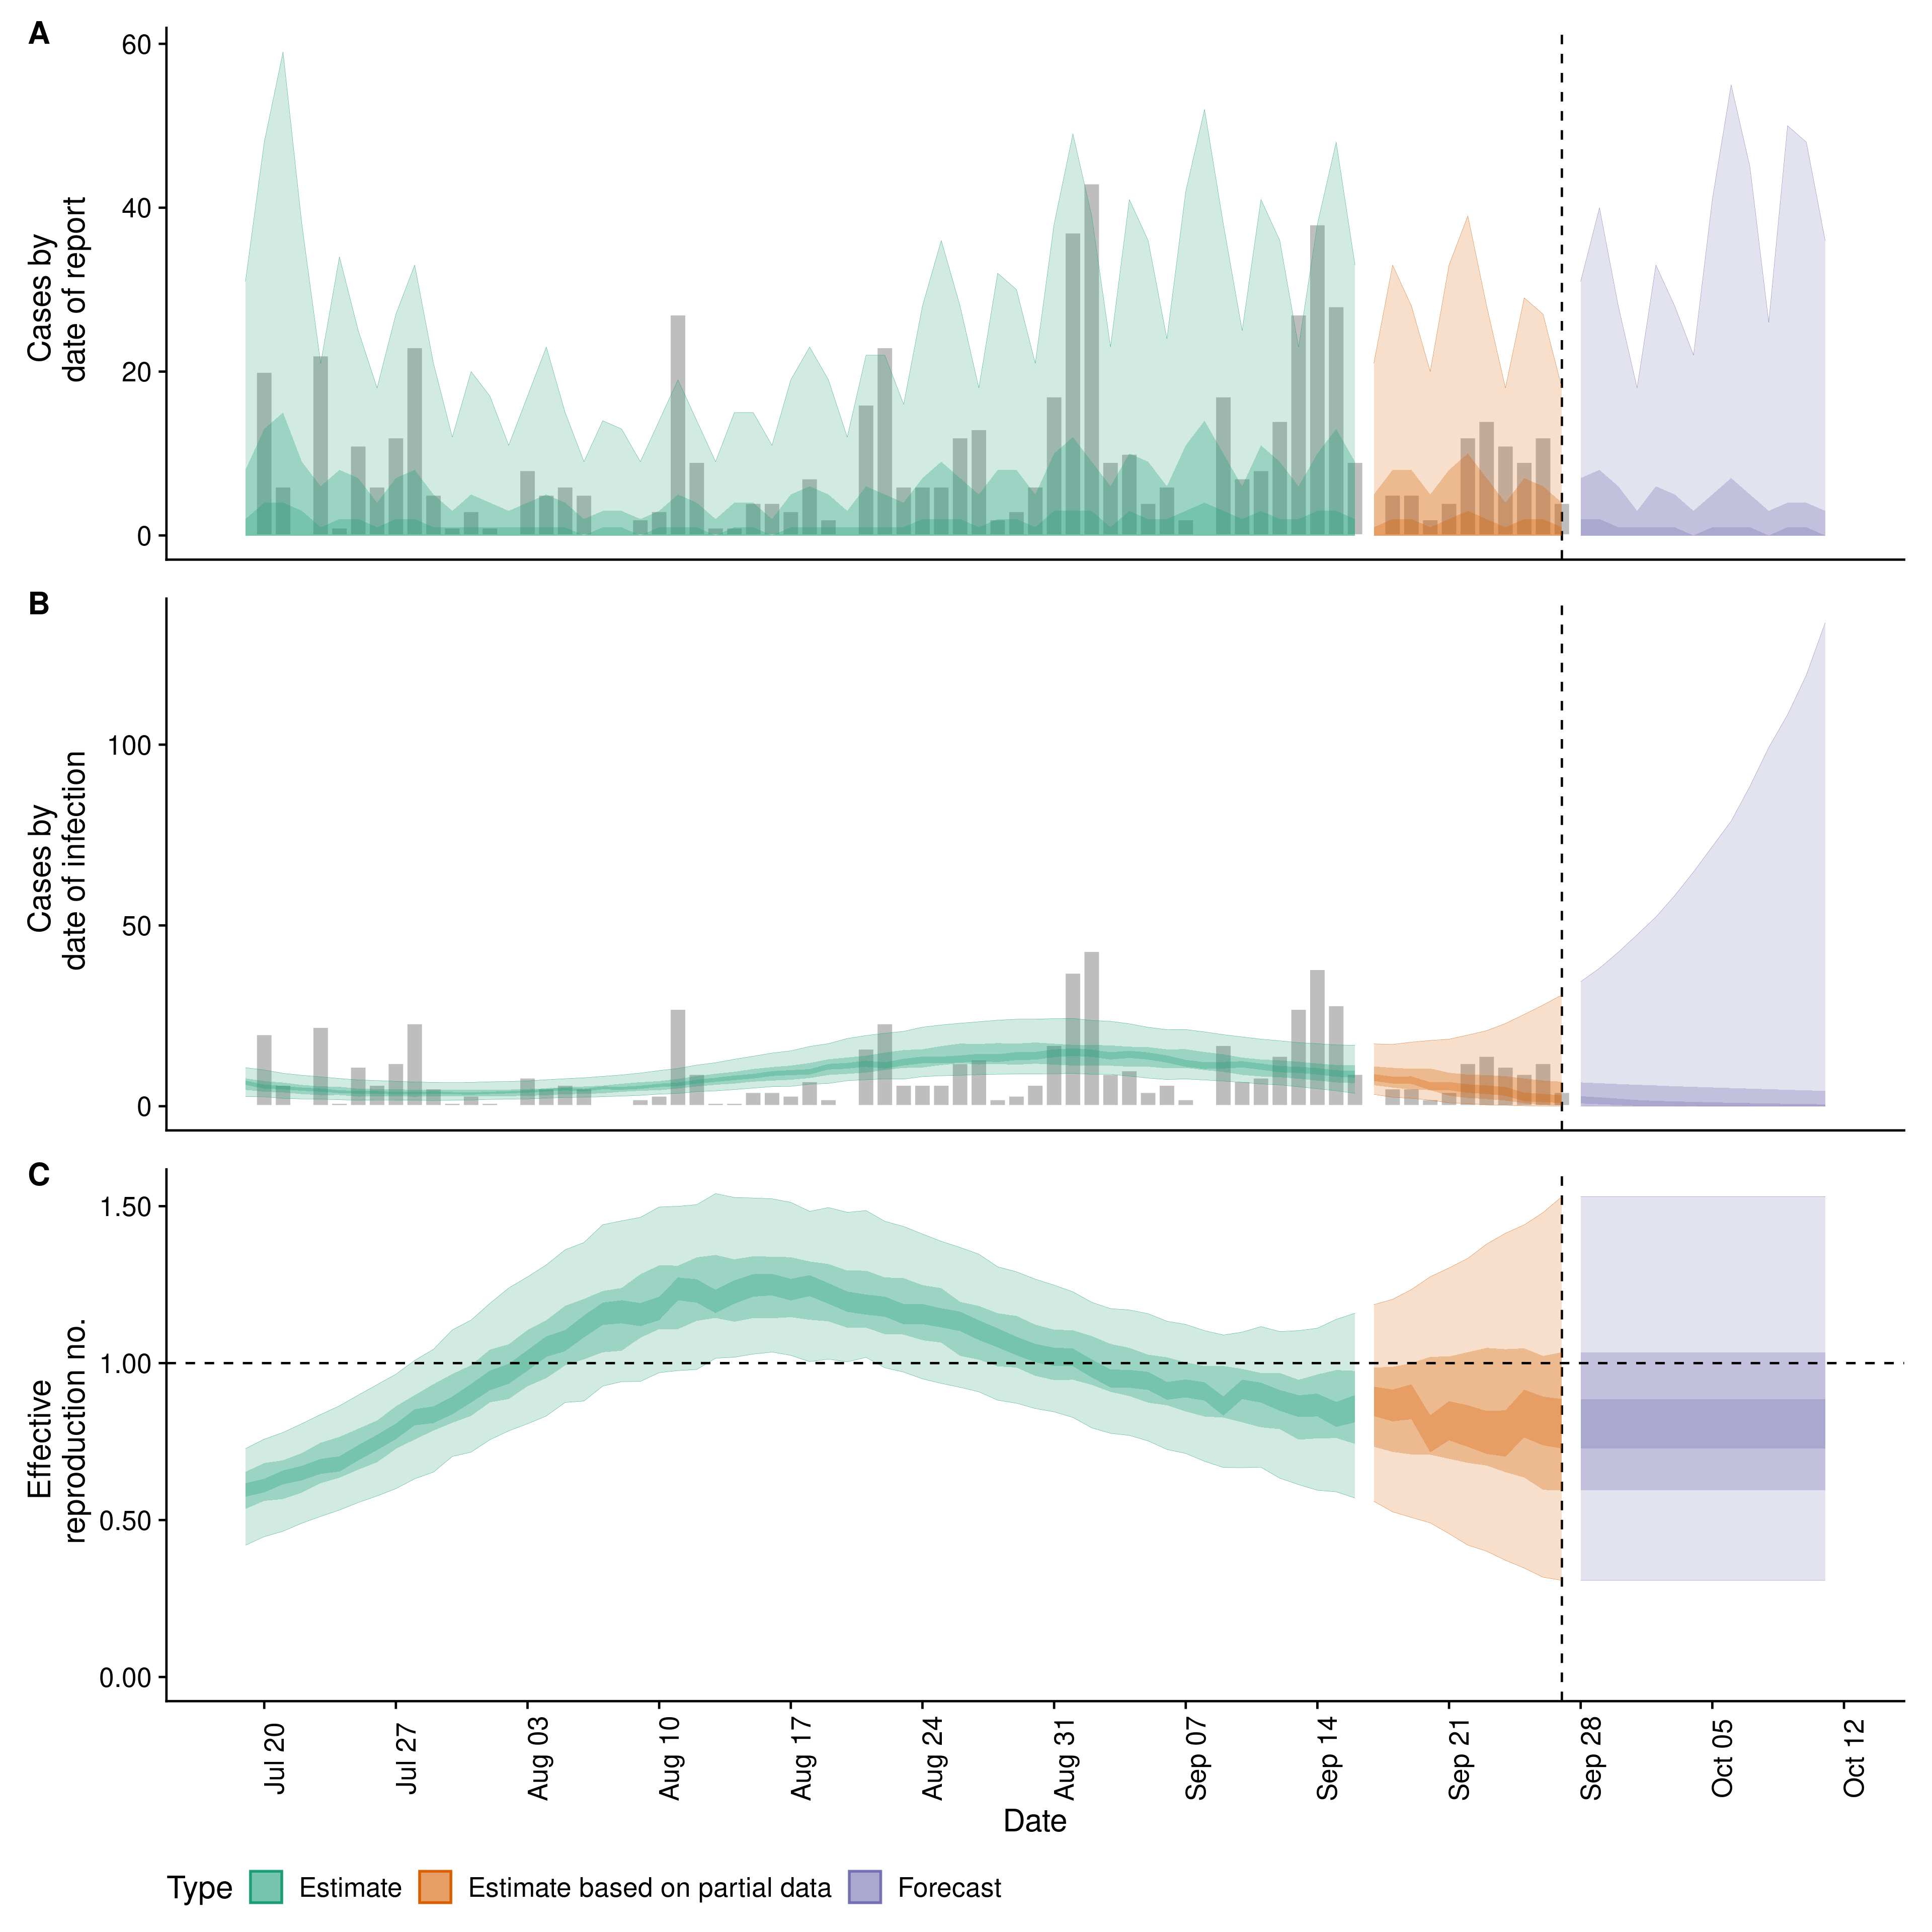 A
60
40
20
0
Cases by
date of report
B
100
50
0
Cases by
date of infection
C
1.50
1.00
0.50
0.00
Effective
reproduction no.
Jul 20
Jul 27
Aug 03
Aug 10
Aug 17
Aug 24
Aug 31
Sep 07
Sep 14
Sep 21
Sep 28
Oct 05
Oct 12
Date
Type Estimate Estimate based on partial data Forecast